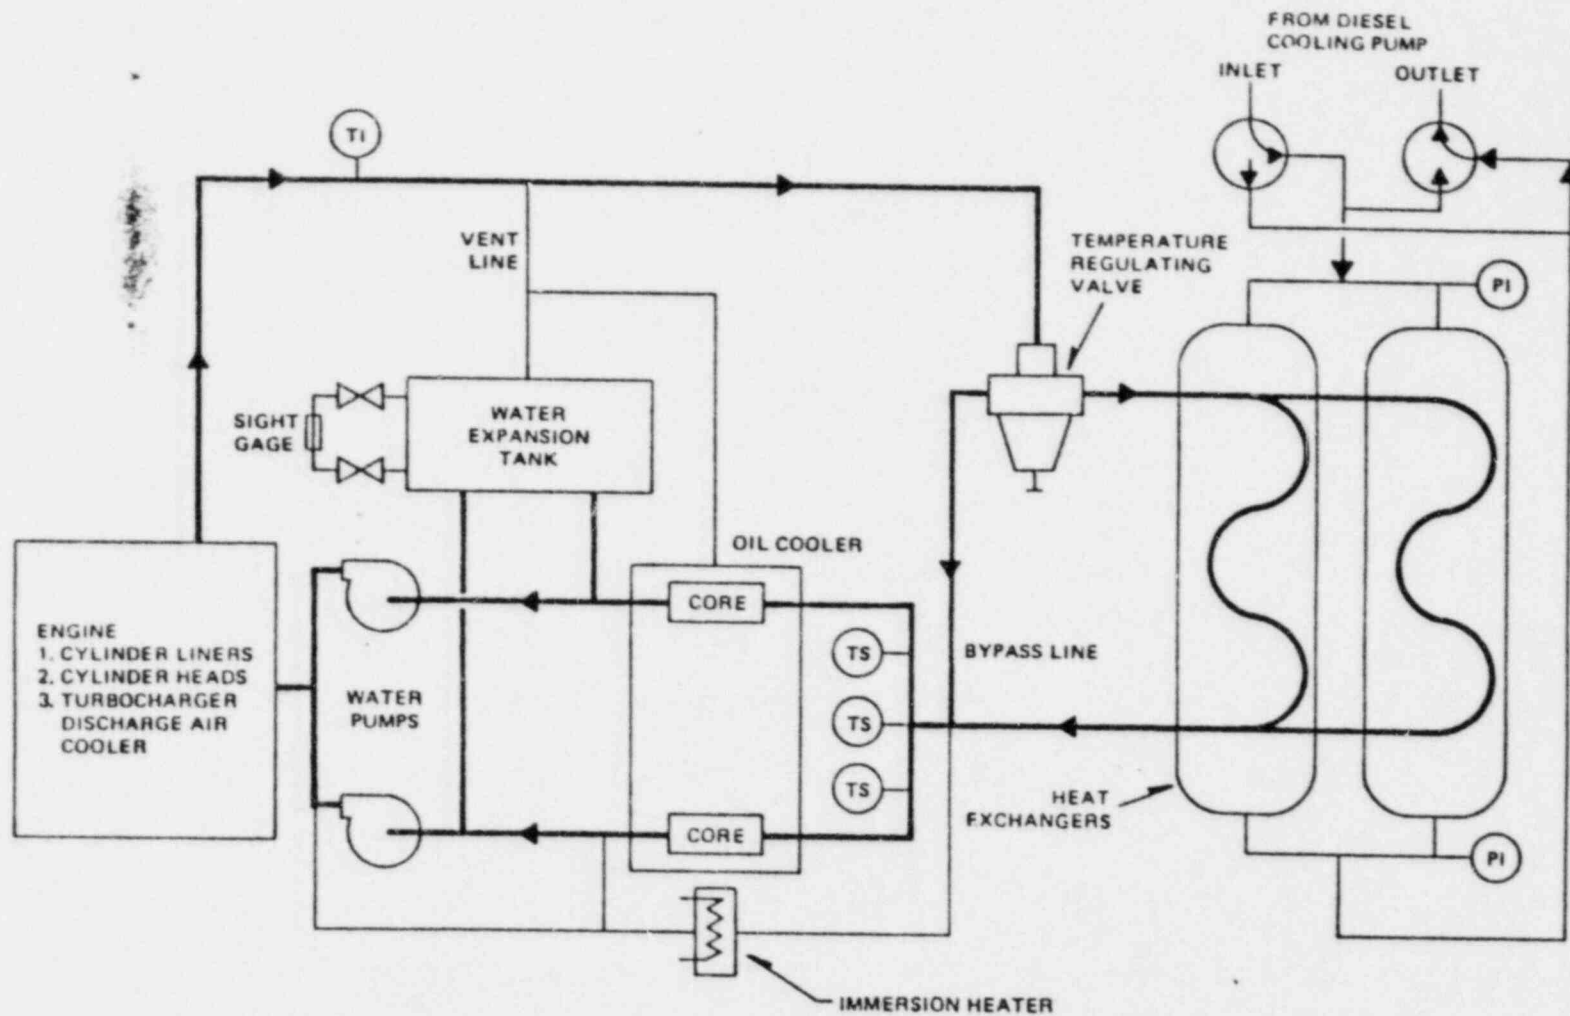 FROM DIESEL
COOLING PUMP
INLET
OUTLET
TI
VENT
LINE
TEMPERATURE
REGULATING
VALVE
PI
SIGHT
GAGE
WATER
EXPANSION
TANK
OIL COOLER
CORE
ENGINE
1. CYLINDER LINERS
2. CYLINDER HEADS
3. TURBOCHARGER
DISCHARGE AIR
COOLER
WATER
PUMPS
TS
TS
TS
BYPASS LINE
HEAT
EXCHANGERS
CORE
PI
IMMERSION HEATER